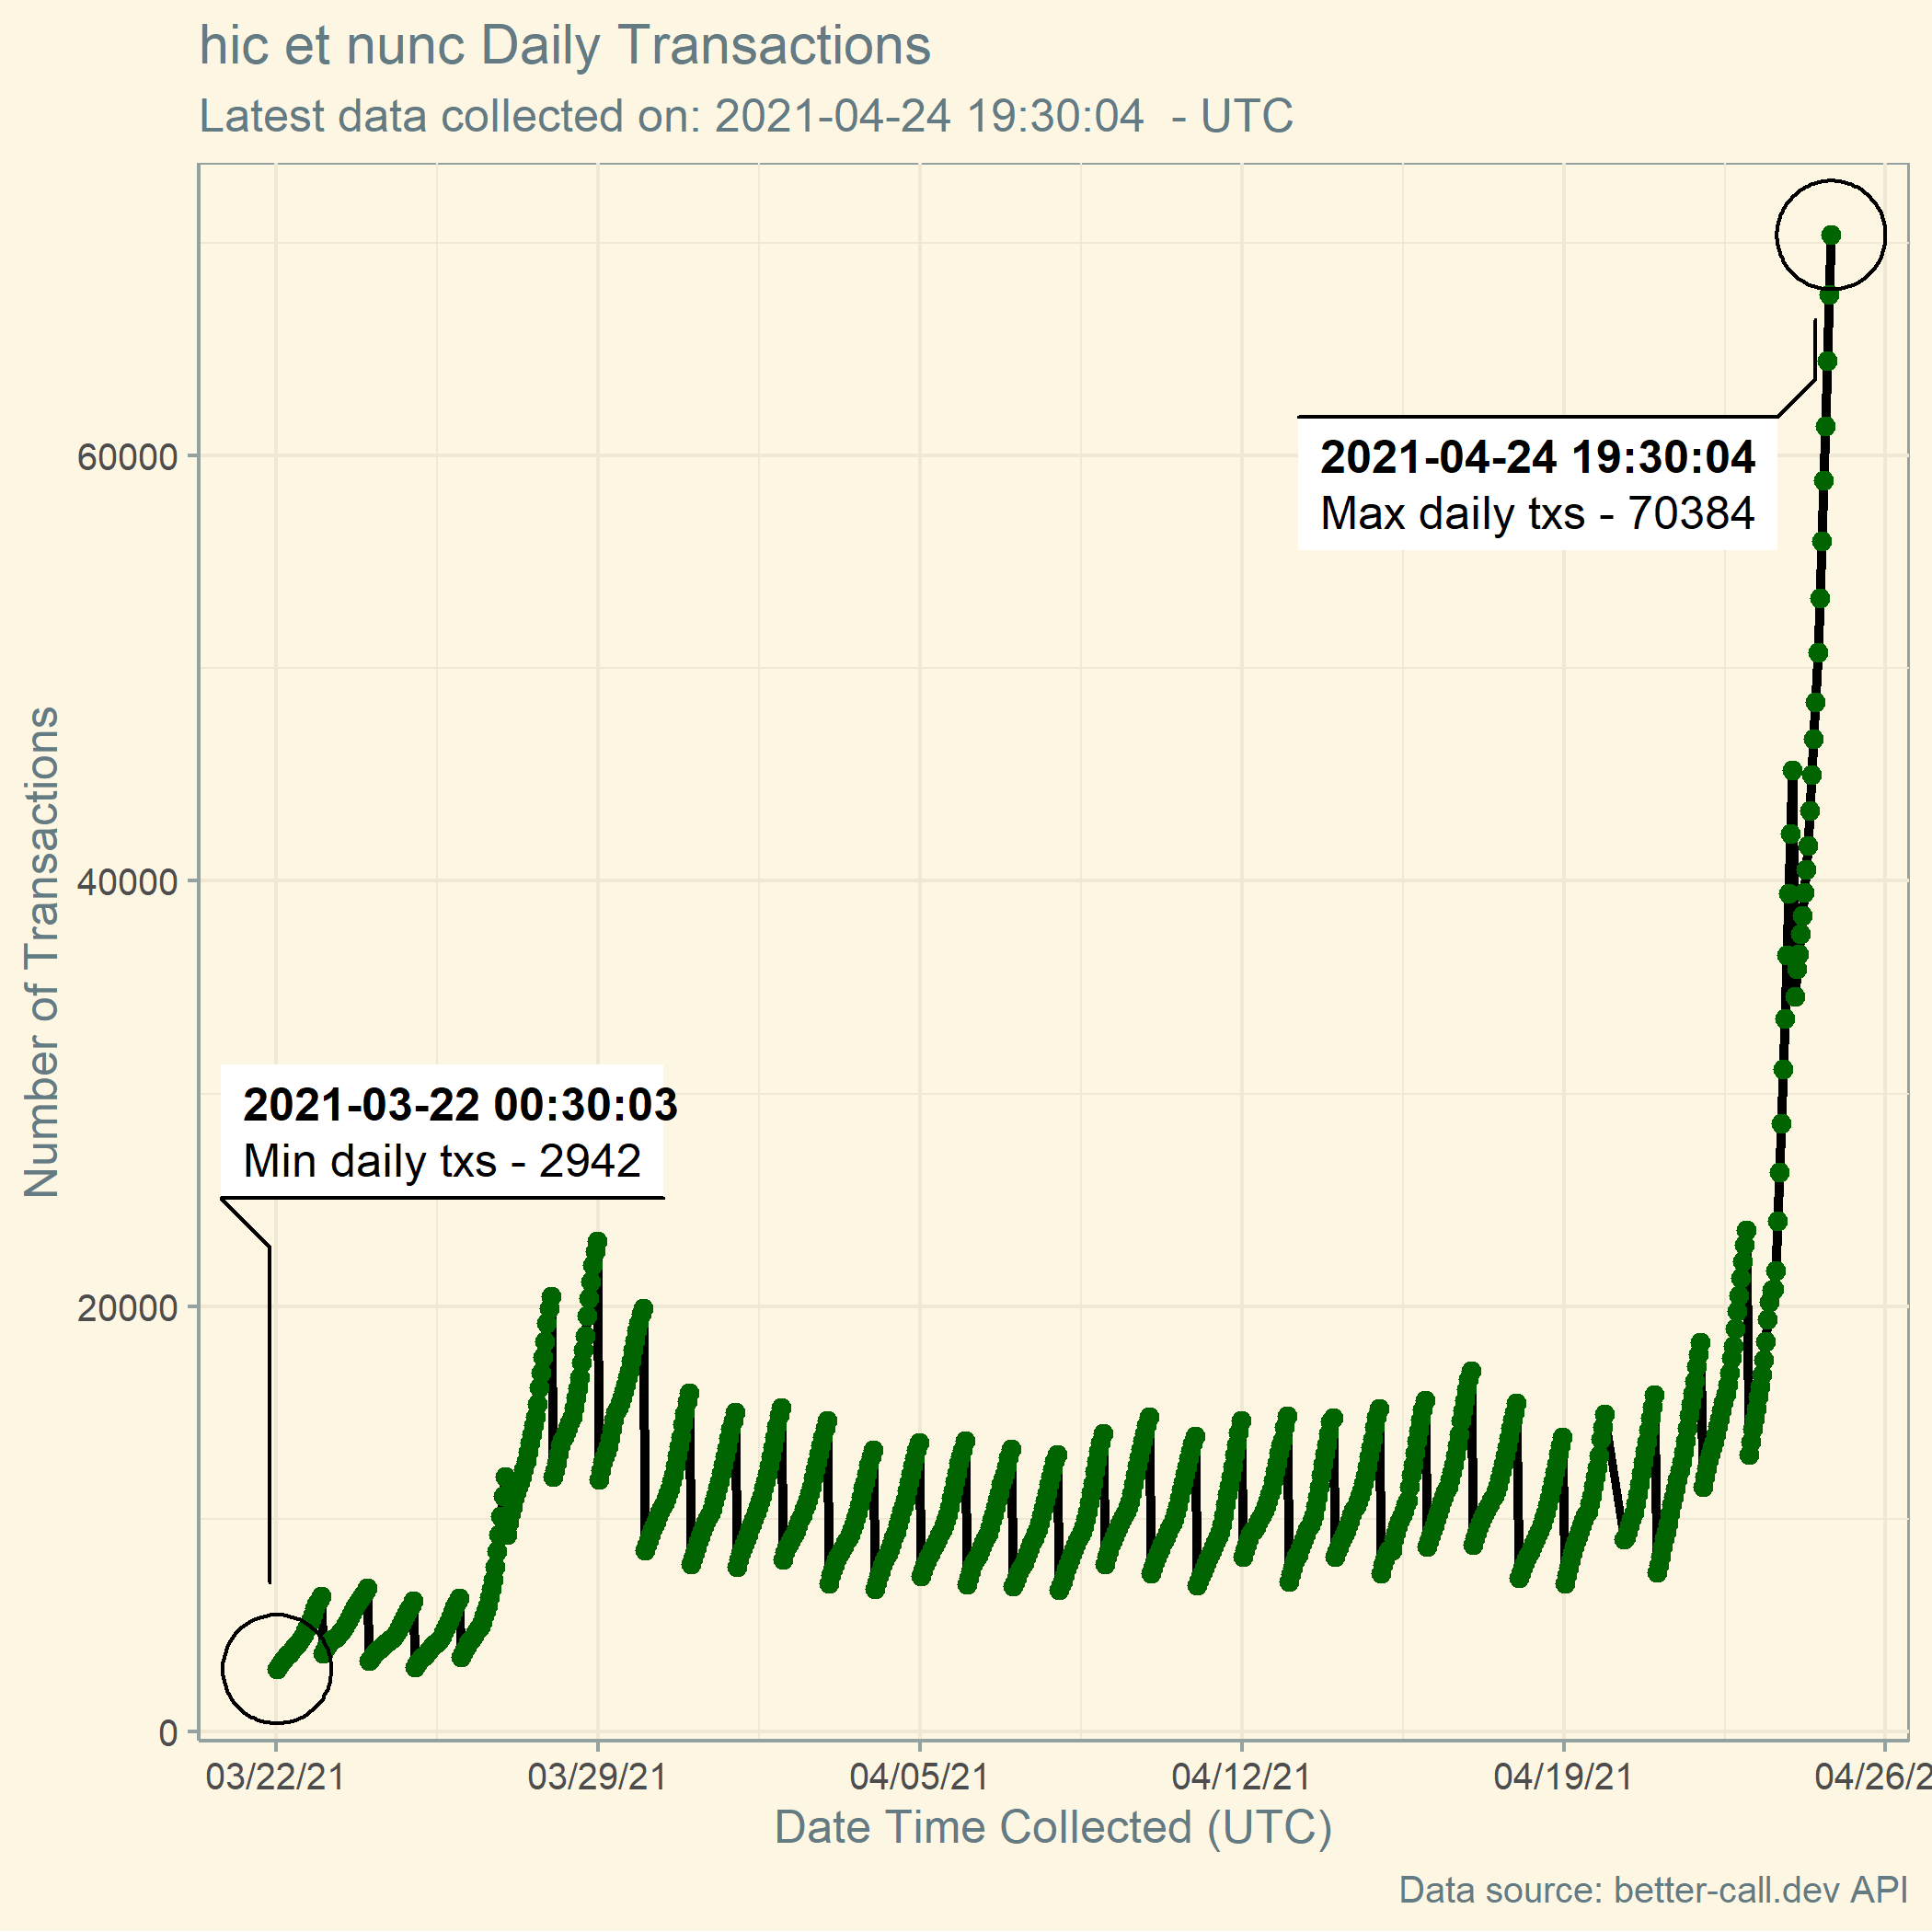 hic et nunc Daily Transactions
Latest data collected on: 2021-04-24 19:30:04  - UTC
Number of Transactions
60000
40000
20000
0
2021-04-24 19:30:04
Max daily txs - 70384
2021-03-22 00:30:03
Min daily txs - 2942
03/22/21 03/29/21 04/05/21 04/12/21 04/19/21 04/26/2
Date Time Collected (UTC)
Data source: better-call.dev API